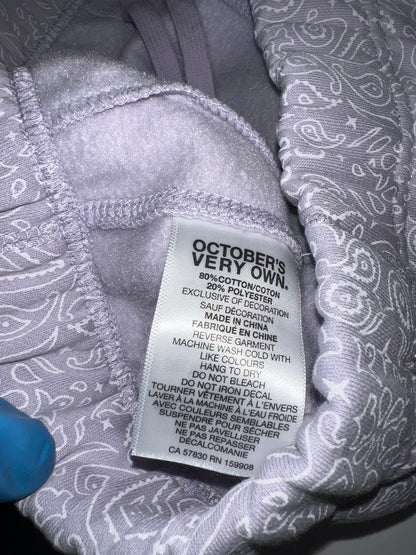 OCTOBER'S
VERY OWN.
80% COTTON/COTON
20% POLYESTER
EXCLUSIVE OF DECORATION
SAUF DÉCORATION
MADE IN CHINA
FABRIQUÉ EN CHINE
REVERSE GARMENT
MACHINE WASH COLD WITH
LIKE COLOURS
HANG TO DRY
DO NOT BLEACH
DO NOT IRON DECAL
TOURNER VÊTEMENT À L'ENVERS
LAVER À LA MACHINE À L'EAU FROIDE
AVEC COULEURS SEMBLABLES
SUSPENDRE POUR SÉCHER
NE PAS JAVELLISER
NE PAS REPASSER
DÉCALCOMANIE
CA 57830 RN 159908